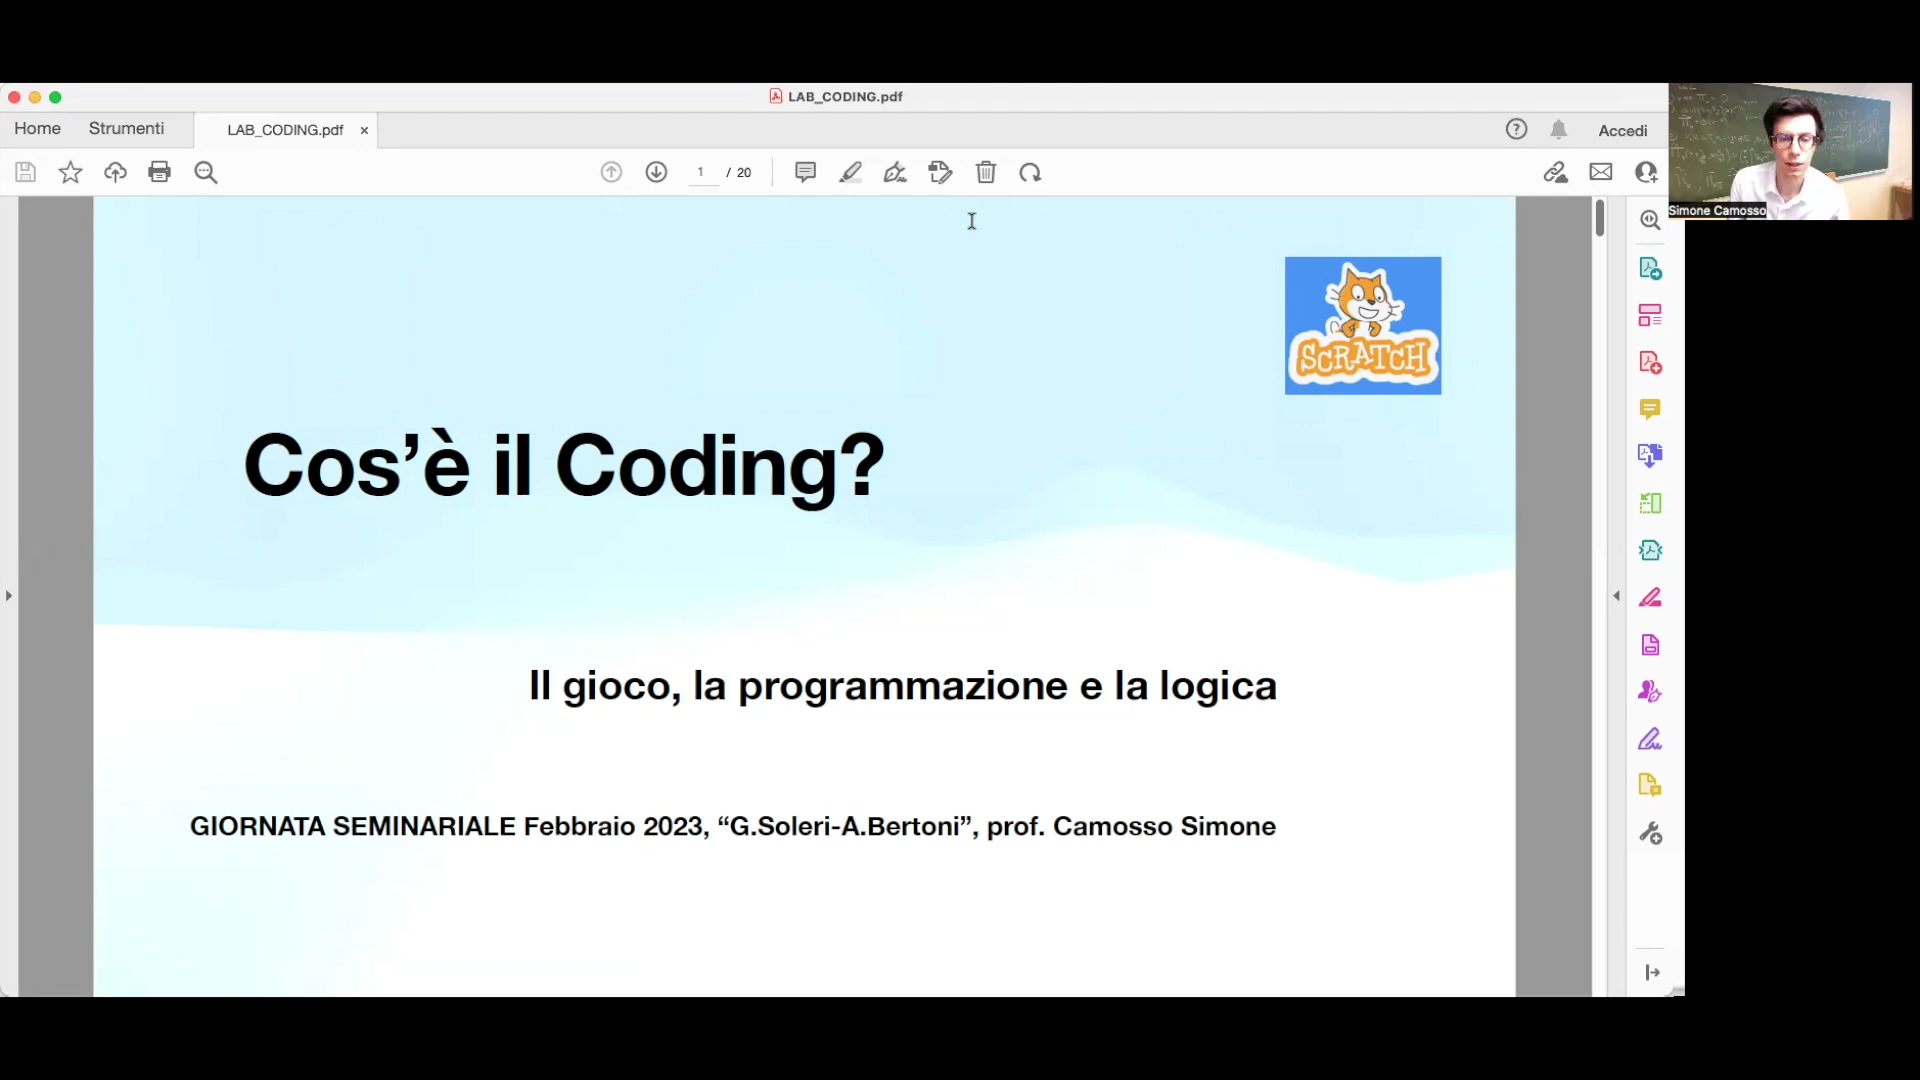 LAB_CODING.pdf
Home
Strumenti
LAB_CODING.pdf
Accedi
1 / 20
Simone Camosso
SCRATCH
Cos’è il Coding?
Il gioco, la programmazione e la logica
GIORNATA SEMINARIALE Febbraio 2023, “G.Soleri-A.Bertoni”, prof. Camosso Simone